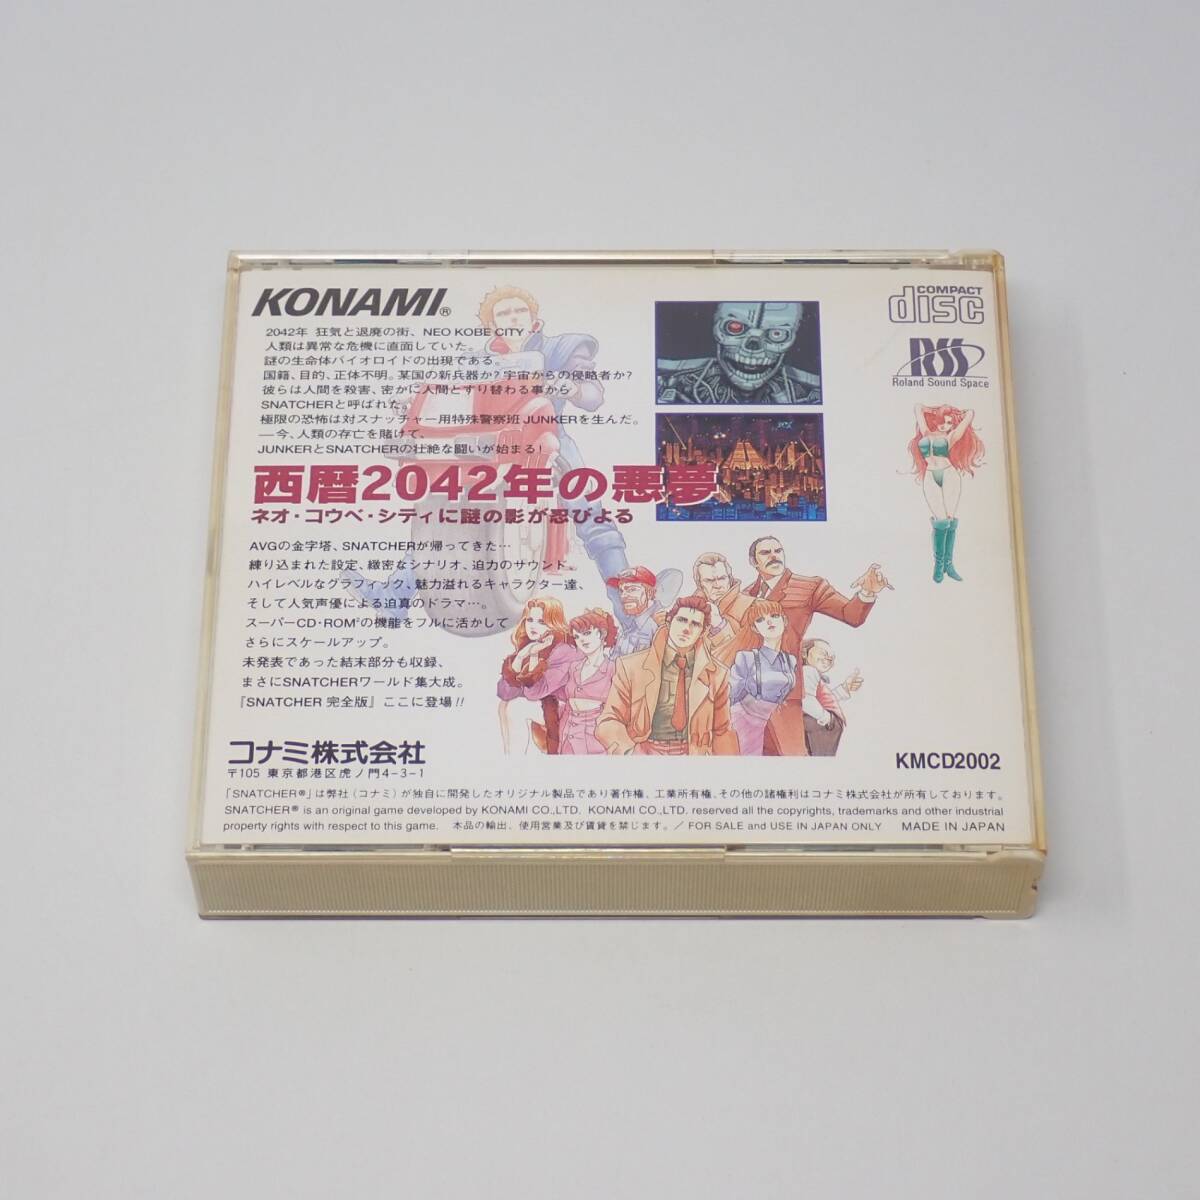 KONAMI®
2042年 狂気と退廃の街、NEO KOBE CITY…
人類は異常な危機に直面していた。
謎の生命体バイオロイドの出現である。
国籍、目的、正体不明。某国の新兵器か?宇宙からの侵略者か?
彼らは人間を殺害、密かに人間とすり替わる事から
SNATCHERと呼ばれた。
極限の恐怖は対スナッチャー用特殊警察班JUNKERを生んだ。
—今、人類の存亡を賭けて、
JUNKERとSNATCHERの壮絶な闘いが始まる!
西暦2042年の悪夢
ネオ・コウベ・シティに謎の影が忍びよる
AVGの金字塔、SNATCHERが帰ってきた…
練り込まれた設定、緻密なシナリオ、迫力のサウンド。
ハイレベルなグラフィック、魅力溢れるキャラクター達、
そして人気声優による迫真のドラマ…。
スーパーCD・ROM²の機能をフルに活かして
さらにスケールアップ。
未発表であった結末部分も収録、
まさにSNATCHERワールド集大成。
『SNATCHER 完全版』ここに登場!!
COMPACT
disc
RSS
Roland Sound Space
コナミ株式会社
〒105 東京都港区虎ノ門4-3-1
KMCD2002
「SNATCHER®」は弊社(コナミ)が独自に開発したオリジナル製品であり著作権、工業所有権、その他の諸権利はコナミ株式会社が所有しております。
SNATCHER® is an original game developed by KONAMI CO.,LTD. KONAMI CO.,LTD. reserved all the copyrights, trademarks and other industrial
property rights with respect to this game. 本品の輸出、使用営業及び賃貸を禁じます。/ FOR SALE and USE IN JAPAN ONLY MADE IN JAPAN